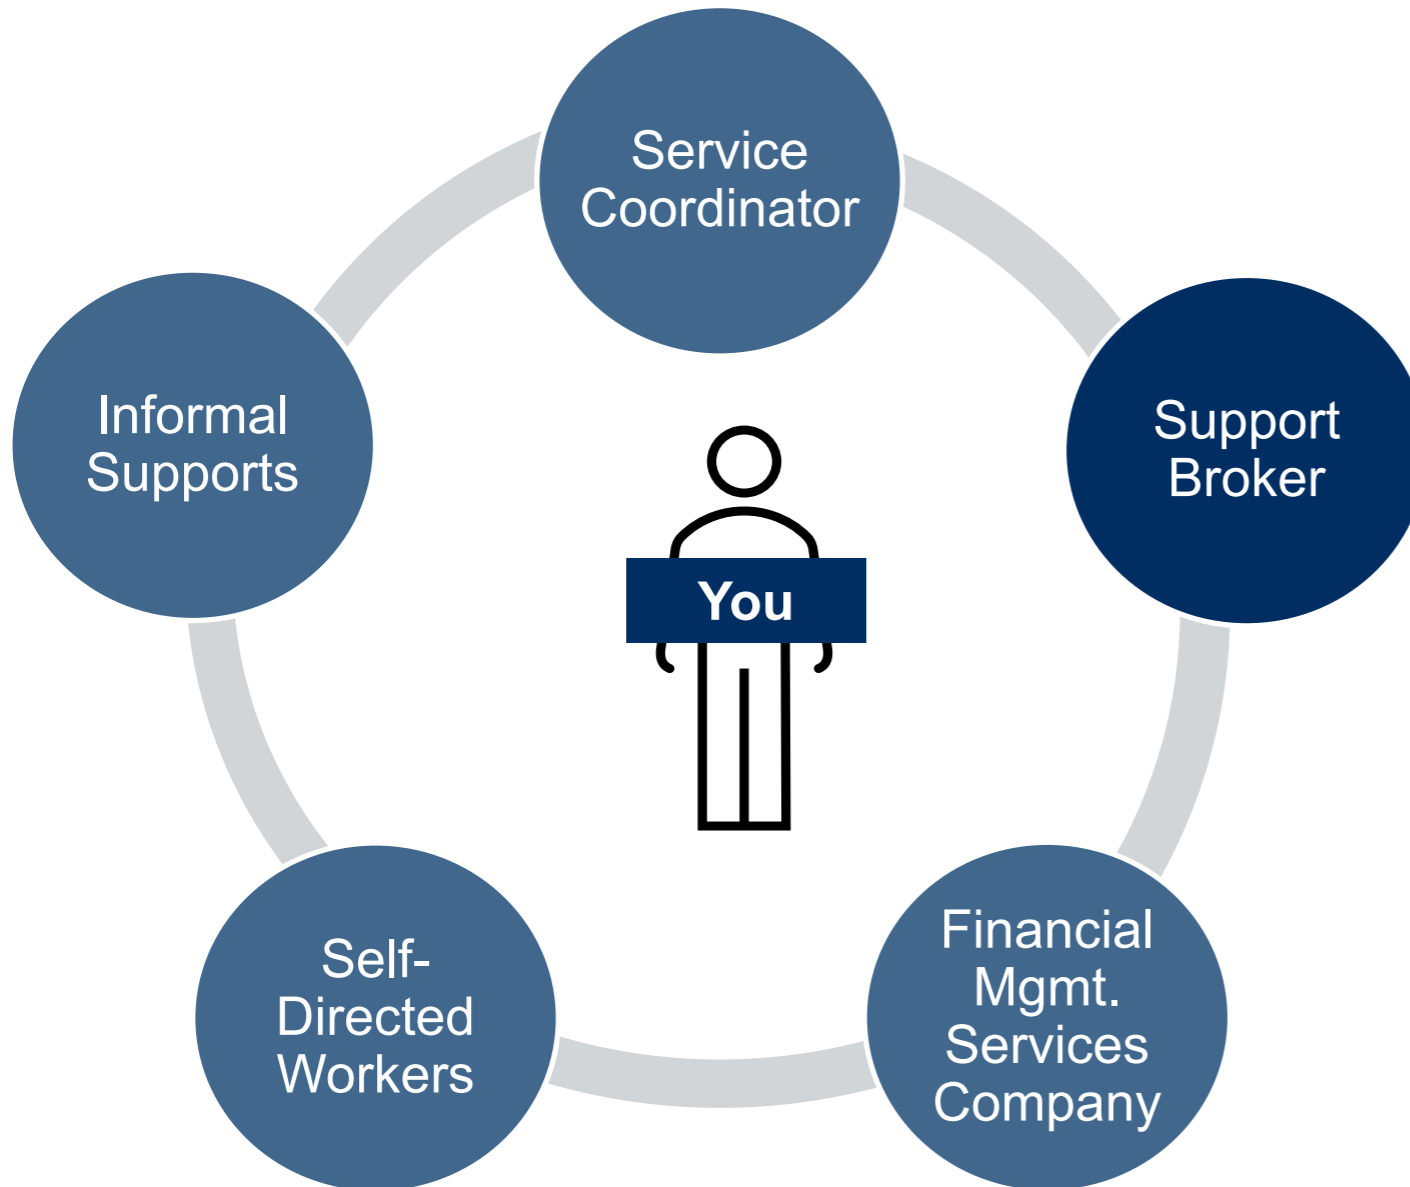 Service
Coordinator
Support
Broker
Financial
Mgmt.
Services
Company
Self-
Directed
Workers
Informal
Supports
You